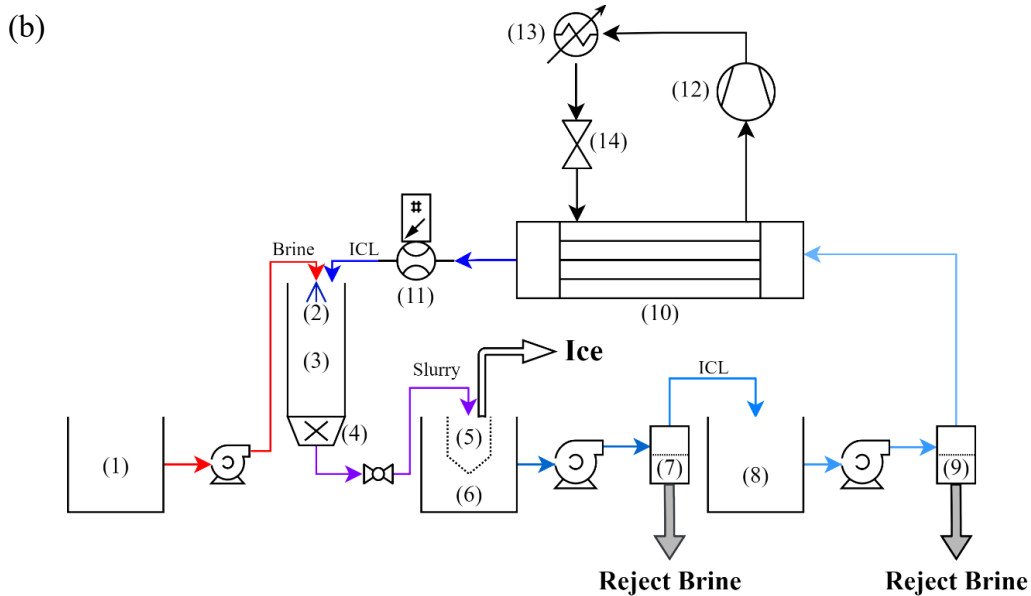 (b)
(13)
(12)
(14)
#
Brine
ICL
(11)
(10)
(2)
(3)
Ice
Slurry
ICL
(4)
(5)
(1)
(7)
(6)
(8)
(9)
Reject Brine
Reject Brine